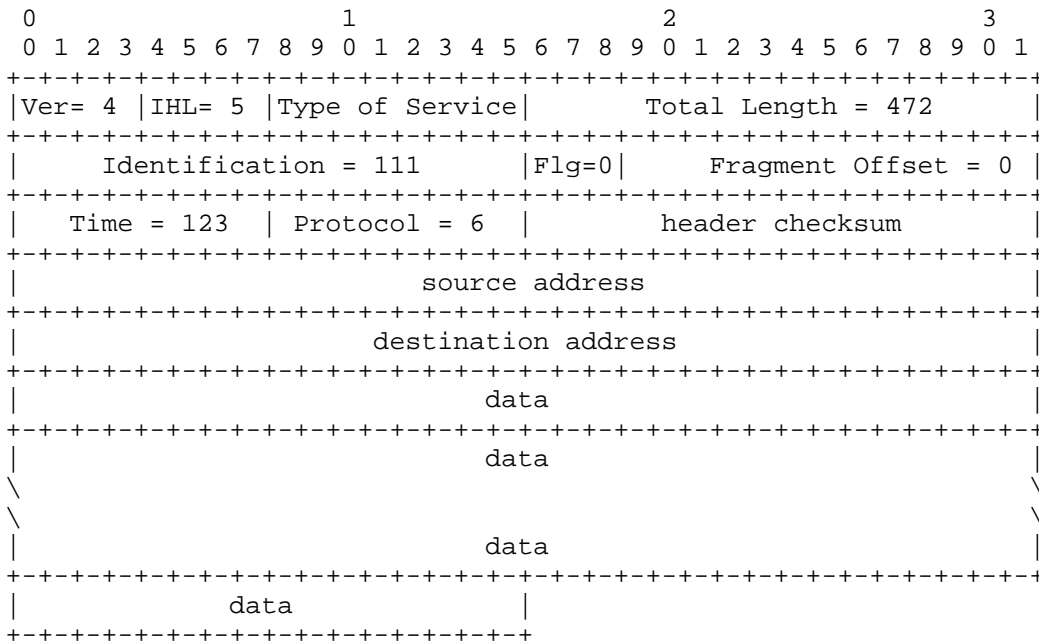 0                   1                   2                   3
 0 1 2 3 4 5 6 7 8 9 0 1 2 3 4 5 6 7 8 9 0 1 2 3 4 5 6 7 8 9 0 1
+-+-+-+-+-+-+-+-+-+-+-+-+-+-+-+-+-+-+-+-+-+-+-+-+-+-+-+-+-+-+-+-+
|Ver= 4 |IHL= 5 |Type of Service|       Total Length = 472      |
+-+-+-+-+-+-+-+-+-+-+-+-+-+-+-+-+-+-+-+-+-+-+-+-+-+-+-+-+-+-+-+-+
|     Identification = 111      |Flg=0|     Fragment Offset = 0 |
+-+-+-+-+-+-+-+-+-+-+-+-+-+-+-+-+-+-+-+-+-+-+-+-+-+-+-+-+-+-+-+-+
|   Time = 123  | Protocol = 6  |        header checksum        |
+-+-+-+-+-+-+-+-+-+-+-+-+-+-+-+-+-+-+-+-+-+-+-+-+-+-+-+-+-+-+-+-+
|                         source address                        |
+-+-+-+-+-+-+-+-+-+-+-+-+-+-+-+-+-+-+-+-+-+-+-+-+-+-+-+-+-+-+-+-+
|                      destination address                      |
+-+-+-+-+-+-+-+-+-+-+-+-+-+-+-+-+-+-+-+-+-+-+-+-+-+-+-+-+-+-+-+-+
|                             data                              |
+-+-+-+-+-+-+-+-+-+-+-+-+-+-+-+-+-+-+-+-+-+-+-+-+-+-+-+-+-+-+-+-+
|                             data                              |
\                                                               \
\                                                               \
|                             data                              |
+-+-+-+-+-+-+-+-+-+-+-+-+-+-+-+-+-+-+-+-+-+-+-+-+-+-+-+-+-+-+-+-+
|             data              |
+-+-+-+-+-+-+-+-+-+-+-+-+-+-+-+-+